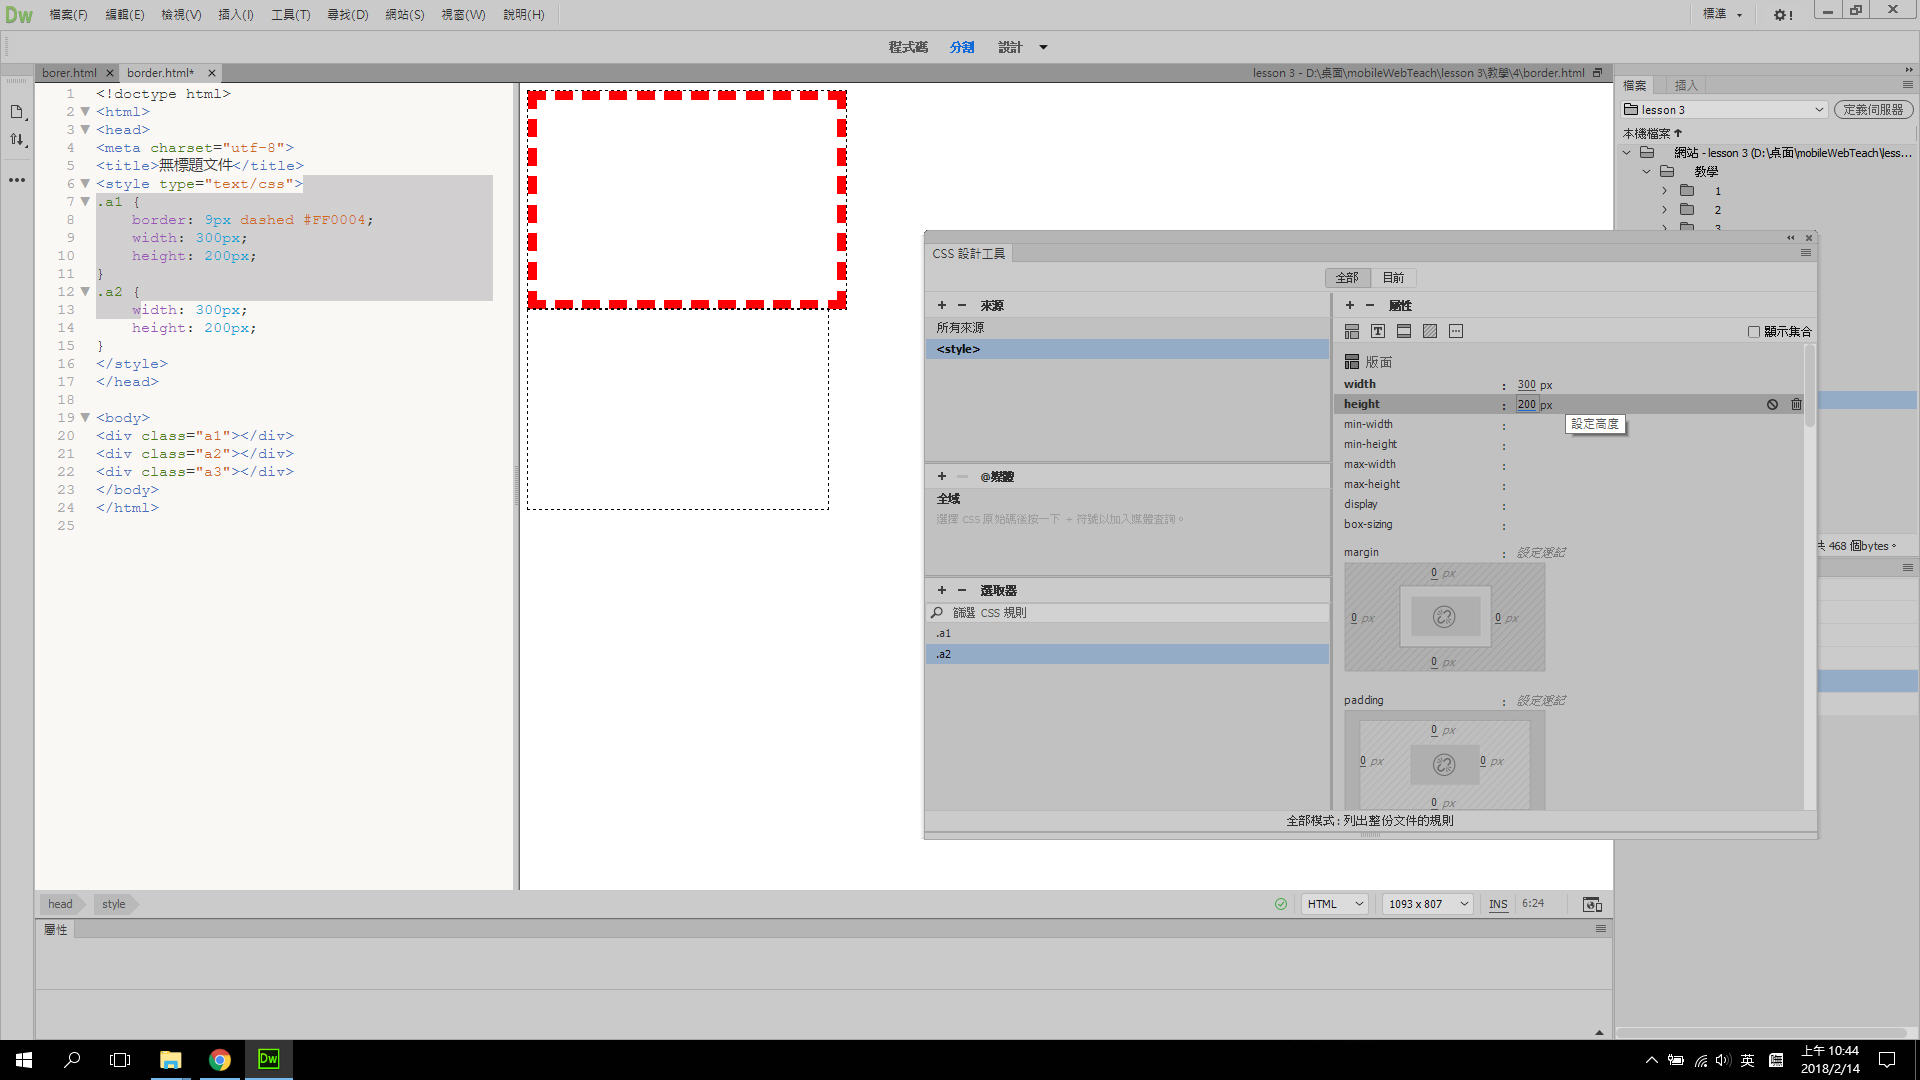 Dw 檔案(F) 編輯(E) 檢視(V) 插入(I) 工具(T) 尋找(D) 網站(S) 視窗(W) 說明(H) 標準
程式碼 分割 設計
borer.html border.html*
lesson 3 - D:\桌面\mobileWebTeach\lesson 3\教學\4\border.html
1 <!doctype html>
2 <html>
3 <head>
4 <meta charset="utf-8">
5 <title>無標題文件</title>
6 <style type="text/css">
7 .a1 {
8 border: 9px dashed #FF0004;
9 width: 300px;
10 height: 200px;
11 }
12 .a2 {
13 width: 300px;
14 height: 200px;
15 }
16 </style>
17 </head>
18
19 <body>
20 <div class="a1"></div>
21 <div class="a2"></div>
22 <div class="a3"></div>
23 </body>
24 </html>
25
CSS 設計工具
全部 目前
+ − 來源
所有來源
<style>
+ − @媒體
全域
選擇 CSS 原始碼後按一下 + 符號以加入媒體查詢。
+ − 選取器
篩選 CSS 規則
.a1
.a2
+ − 屬性
顯示集合
版面
width : 300 px
height : 200 px
設定高度
min-width :
min-height :
max-width :
max-height :
display :
box-sizing :
margin : 設定速記
0 px
0 px 0 px
0 px
padding : 設定速記
0 px
0 px 0 px
0 px
全部模式 : 列出整份文件的規則
檔案 插入
lesson 3 定義伺服器
本機檔案
網站 - lesson 3 (D:\桌面\mobileWebTeach\less...
教學
1
2
3
共 468 個bytes。
head style
HTML 1093 x 807 INS 6:24
屬性
Dw
英
上午 10:44
2018/2/14